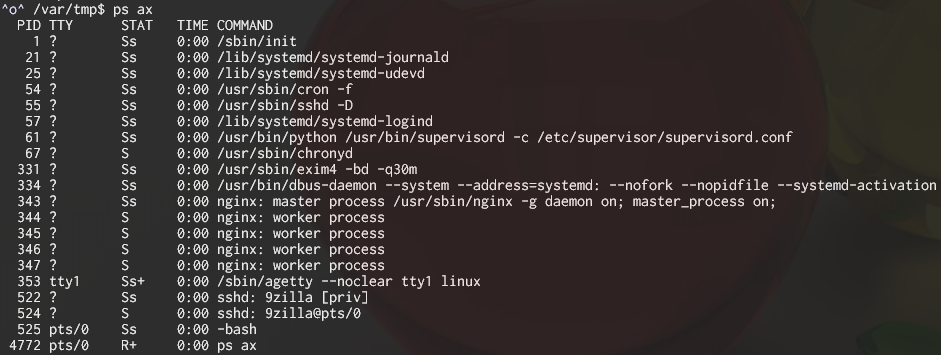 ^o^ /var/tmp$ ps ax
  PID TTY      STAT   TIME COMMAND
    1 ?        Ss     0:00 /sbin/init
   21 ?        Ss     0:00 /lib/systemd/systemd-journald
   25 ?        Ss     0:00 /lib/systemd/systemd-udevd
   54 ?        Ss     0:00 /usr/sbin/cron -f
   55 ?        Ss     0:00 /usr/sbin/sshd -D
   57 ?        Ss     0:00 /lib/systemd/systemd-logind
   61 ?        Ss     0:00 /usr/bin/python /usr/bin/supervisord -c /etc/supervisor/supervisord.conf
   67 ?        S      0:00 /usr/sbin/chronyd
  331 ?        Ss     0:00 /usr/sbin/exim4 -bd -q30m
  334 ?        Ss     0:00 /usr/bin/dbus-daemon --system --address=systemd: --nofork --nopidfile --systemd-activation
  343 ?        Ss     0:00 nginx: master process /usr/sbin/nginx -g daemon on; master_process on;
  344 ?        S      0:00 nginx: worker process
  345 ?        S      0:00 nginx: worker process
  346 ?        S      0:00 nginx: worker process
  347 ?        S      0:00 nginx: worker process
  353 tty1     Ss+    0:00 /sbin/agetty --noclear tty1 linux
  522 ?        Ss     0:00 sshd: 9zilla [priv]
  524 ?        S      0:00 sshd: 9zilla@pts/0
  525 pts/0    Ss     0:00 -bash
 4772 pts/0    R+     0:00 ps ax